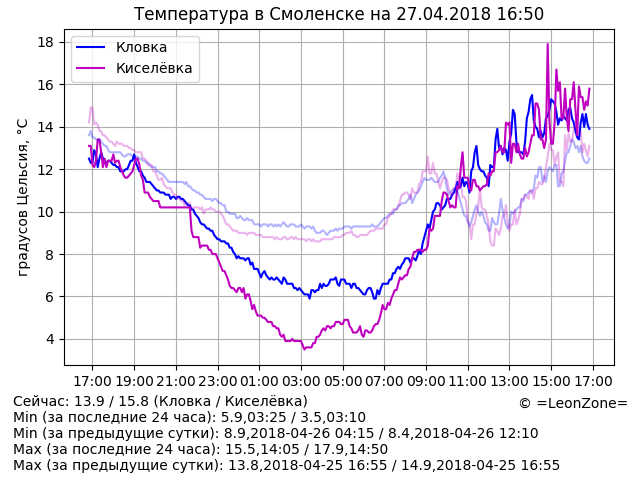 Температура в Смоленске на 27.04.2018 16:50
Кловка
Киселёвка
градусов Цельсия, °C
18
16
14
12
10
8
6
4
17:00 19:00 21:00 23:00 01:00 03:00 05:00 07:00 09:00 11:00 13:00 15:00 17:00
Сейчас: 13.9 / 15.8 (Кловка / Киселёвка)
© =LeonZone=
Min (за последние 24 часа): 5.9,03:25 / 3.5,03:10
Min (за предыдущие сутки): 8.9,2018-04-26 04:15 / 8.4,2018-04-26 12:10
Max (за последние 24 часа): 15.5,14:05 / 17.9,14:50
Max (за предыдущие сутки): 13.8,2018-04-25 16:55 / 14.9,2018-04-25 16:55